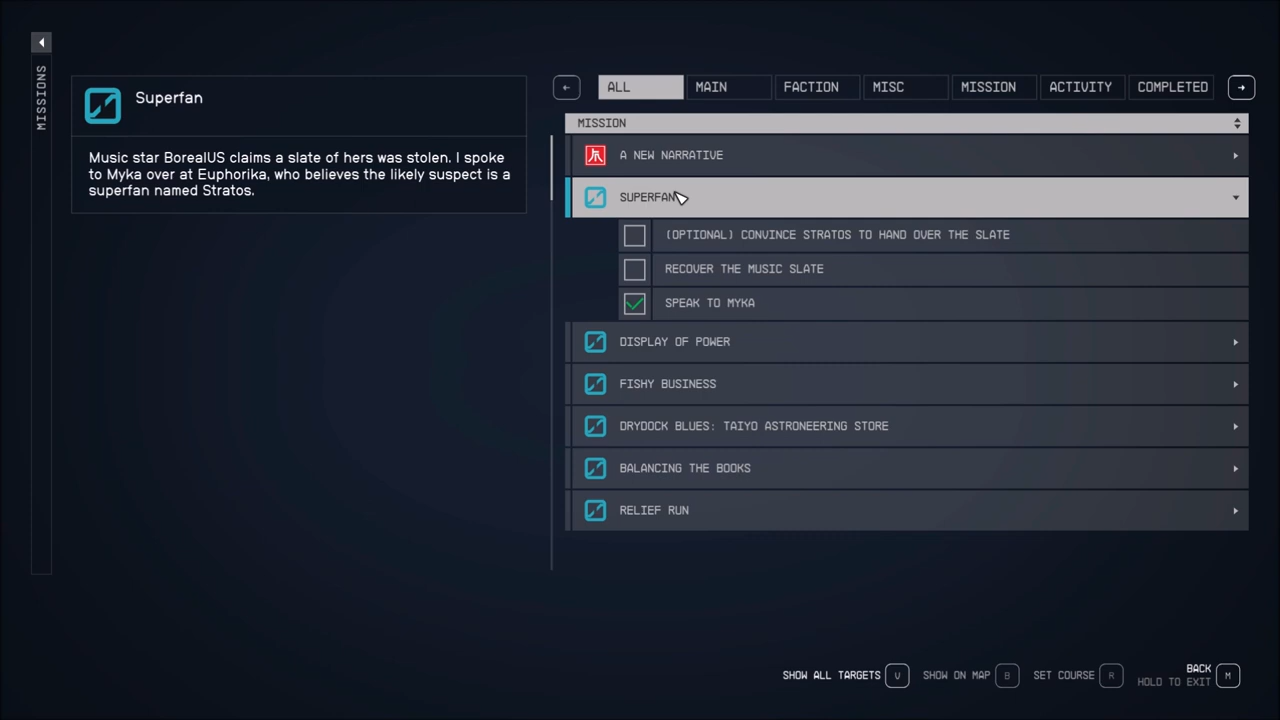 MISSIONS
Superfan
Music star BorealUS claims a slate of hers was stolen. I spoke
to Myka over at Euphorika, who believes the likely suspect is a
superfan named Stratos.
ALL MAIN FACTION MISC MISSION ACTIVITY COMPLETED
MISSION
A NEW NARRATIVE
SUPERFAN
(OPTIONAL) CONVINCE STRATOS TO HAND OVER THE SLATE
RECOVER THE MUSIC SLATE
SPEAK TO MYKA
DISPLAY OF POWER
FISHY BUSINESS
DRYDOCK BLUES: TAIYO ASTRONEERING STORE
BALANCING THE BOOKS
RELIEF RUN
SHOW ALL TARGETS V SHOW ON MAP B SET COURSE R BACK M
HOLD TO EXIT